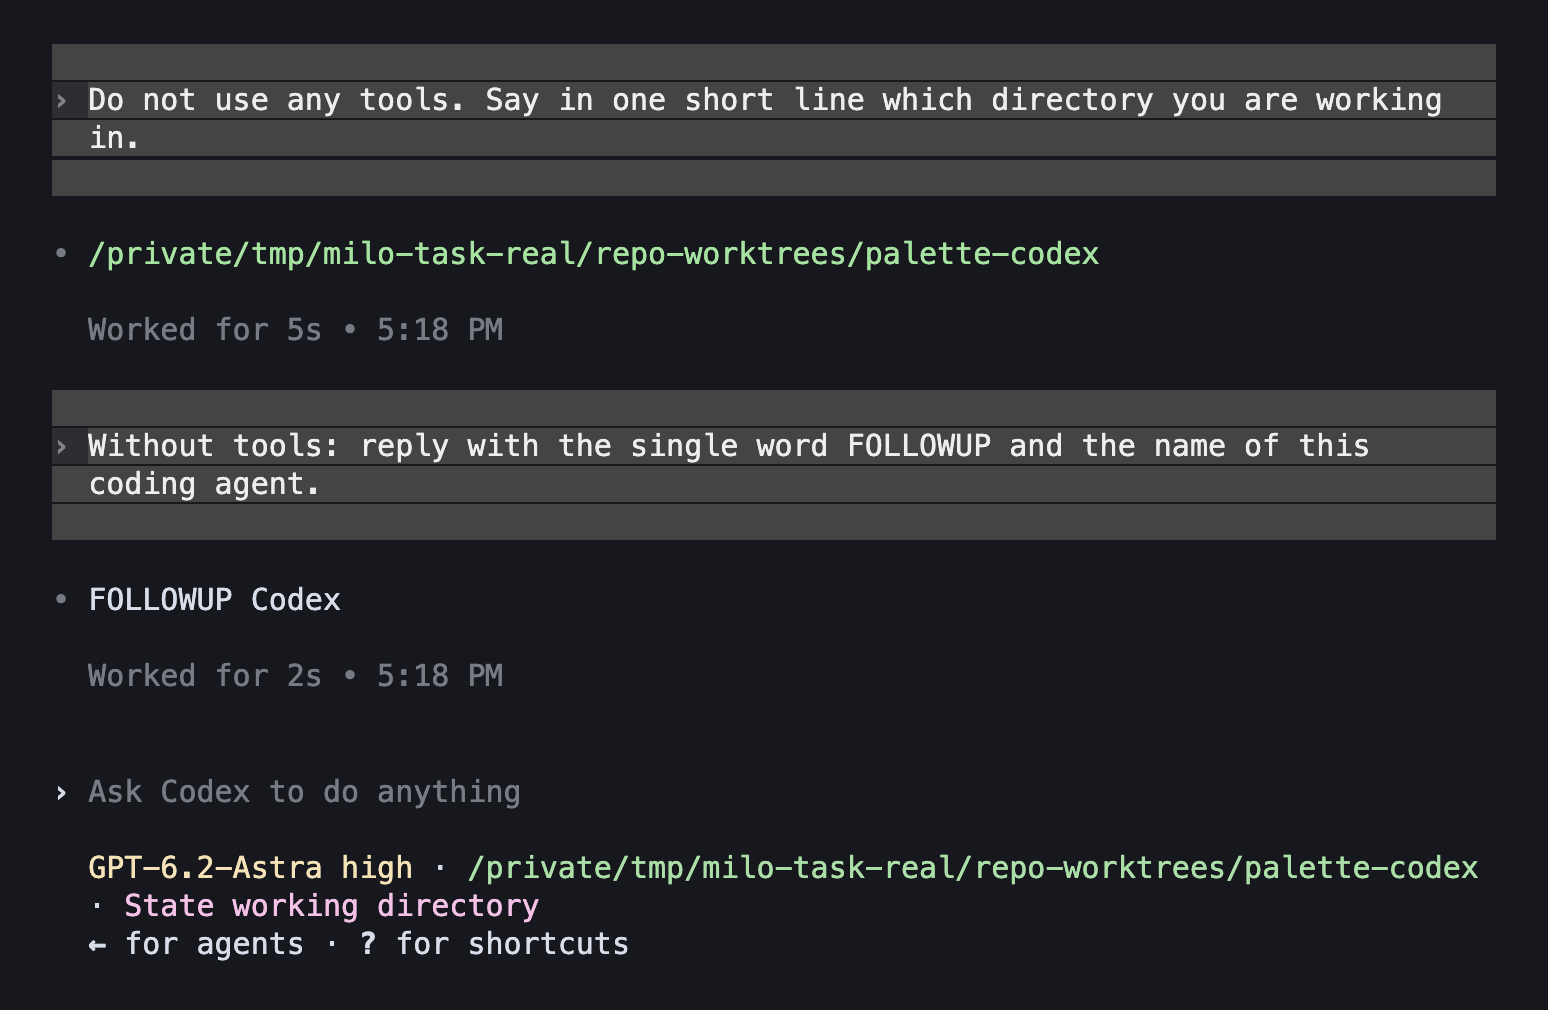 › Do not use any tools. Say in one short line which directory you are working
in.
• /private/tmp/milo-task-real/repo-worktrees/palette-codex
Worked for 5s • 5:18 PM
› Without tools: reply with the single word FOLLOWUP and the name of this
coding agent.
• FOLLOWUP Codex
Worked for 2s • 5:18 PM
› Ask Codex to do anything
GPT-6.2-Astra high · /private/tmp/milo-task-real/repo-worktrees/palette-codex
· State working directory
← for agents · ? for shortcuts